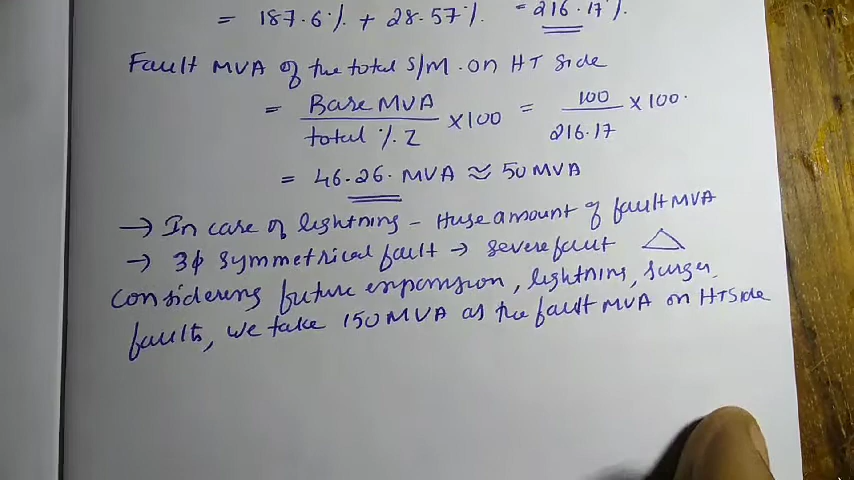 = 187.6% + 28.57% = 216.17%.
Fault MVA of the total S/M on HT side
= Base MVA / total % Z × 100 = 100 / 216.17 × 100.
= 46.26 MVA ≈ 50 MVA
→ In case of lightning - Huge amount of fault MVA
→ 3ϕ symmetrical fault → severe fault △
considering future expansion, lightning, surges,
faults, we take 150 MVA as the fault MVA on HT side